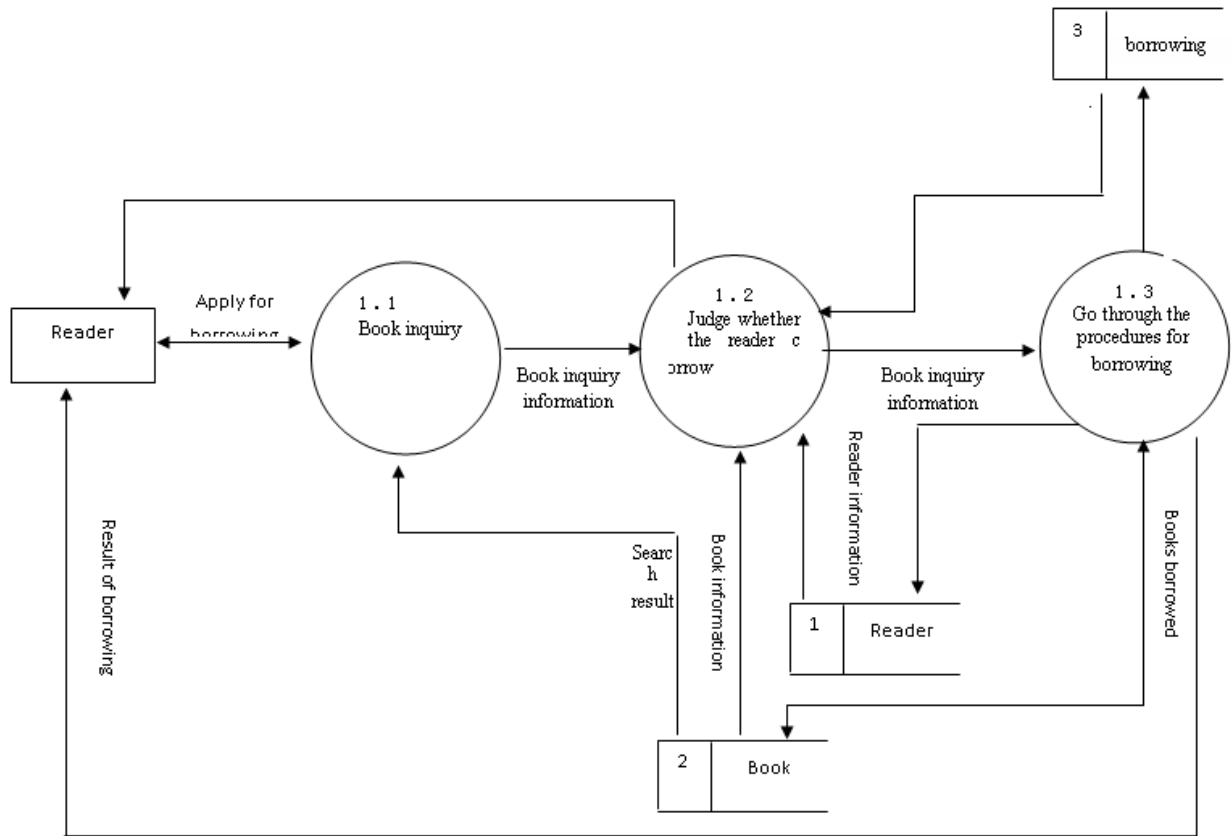 3
borrowing
Reader
Apply for
borrowing
1 . 1
Book inquiry
1 . 2
Judge whether
the reader c
orrow
1 . 3
Go through the
procedures for
borrowing
Book inquiry
information
Book inquiry
information
Result of borrowing
Searc
h
result
Book information
Reader information
Books borrowed
1
Reader
2
Book